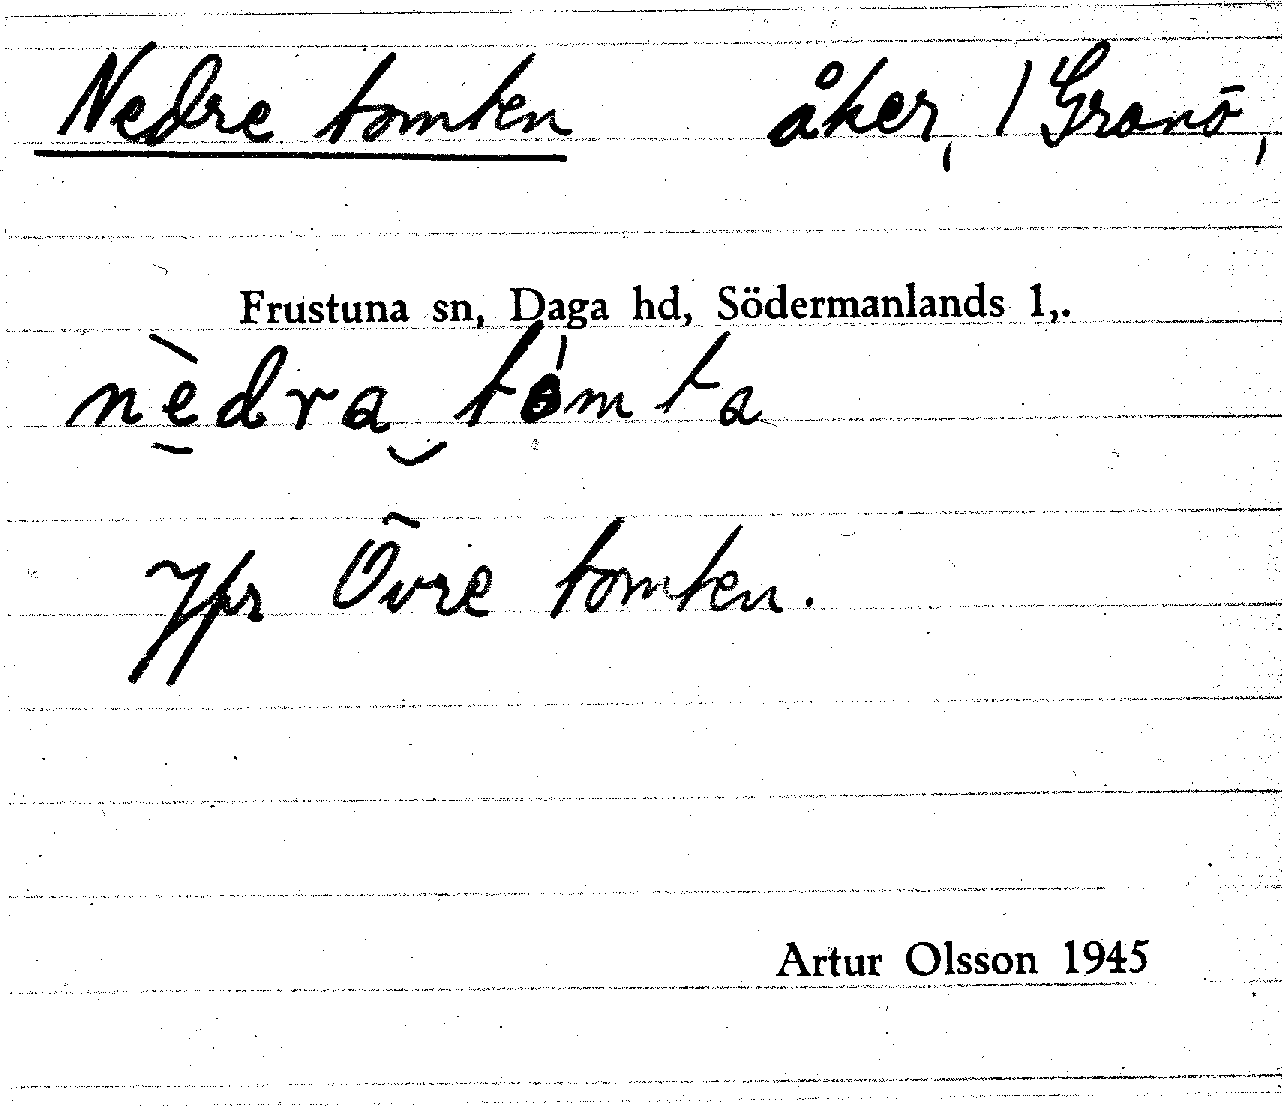 Nedre tomten åker, 1 Granö,
Frustuna sn, Daga hd, Södermanlands l,.
nèdra tómta
Jfr Övre tomten.
Artur Olsson 1945